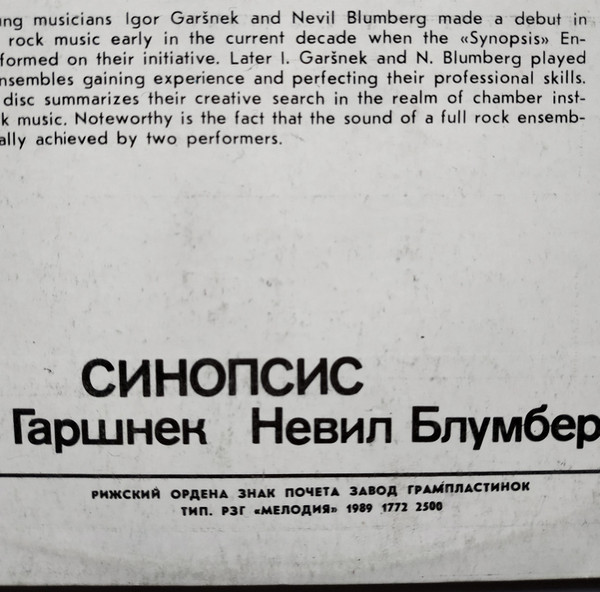 ng musicians Igor Garšnek and Nevil Blumberg made a debut in
rock music early in the current decade when the «Synopsis» En-
formed on their initiative. Later I. Garšnek and N. Blumberg played
nsembles gaining experience and perfecting their professional skills.
disc summarizes their creative search in the realm of chamber inst-
k music. Noteworthy is the fact that the sound of a full rock ensemb-
ally achieved by two performers.
СИНОПСИС
Гаршнек Невил Блумбер
РИЖСКИЙ ОРДЕНА ЗНАК ПОЧЕТА ЗАВОД ГРАМПЛАСТИНОК
ТИП. РЗГ «МЕЛОДИЯ» 1989 1772 2500